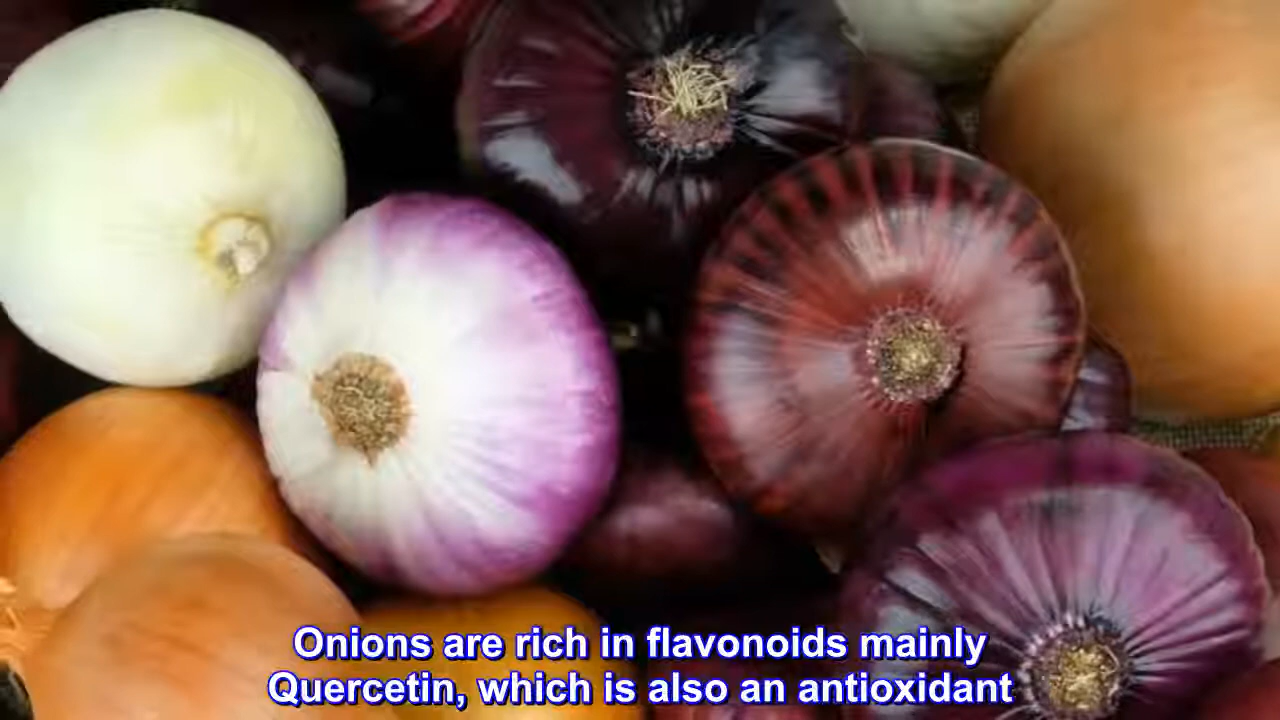 Onions are rich in flavonoids mainly
Quercetin, which is also an antioxidant